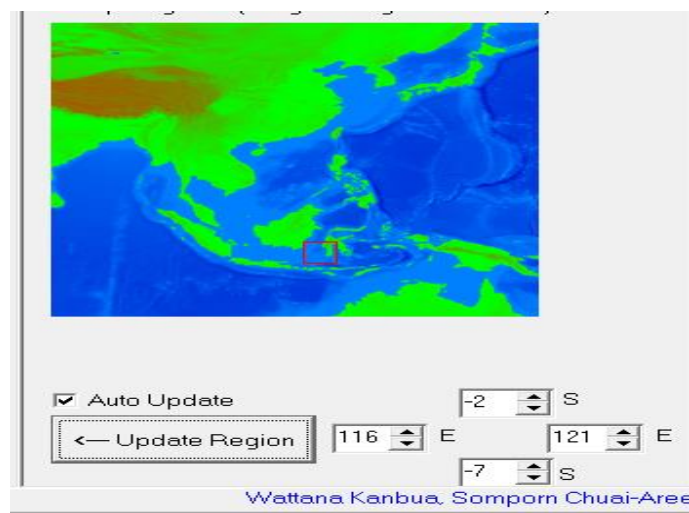 Auto Update
-2 S
<— Update Region 116 E 121 E
-7 S
Wattana Kanbua, Somporn Chuai-Aree